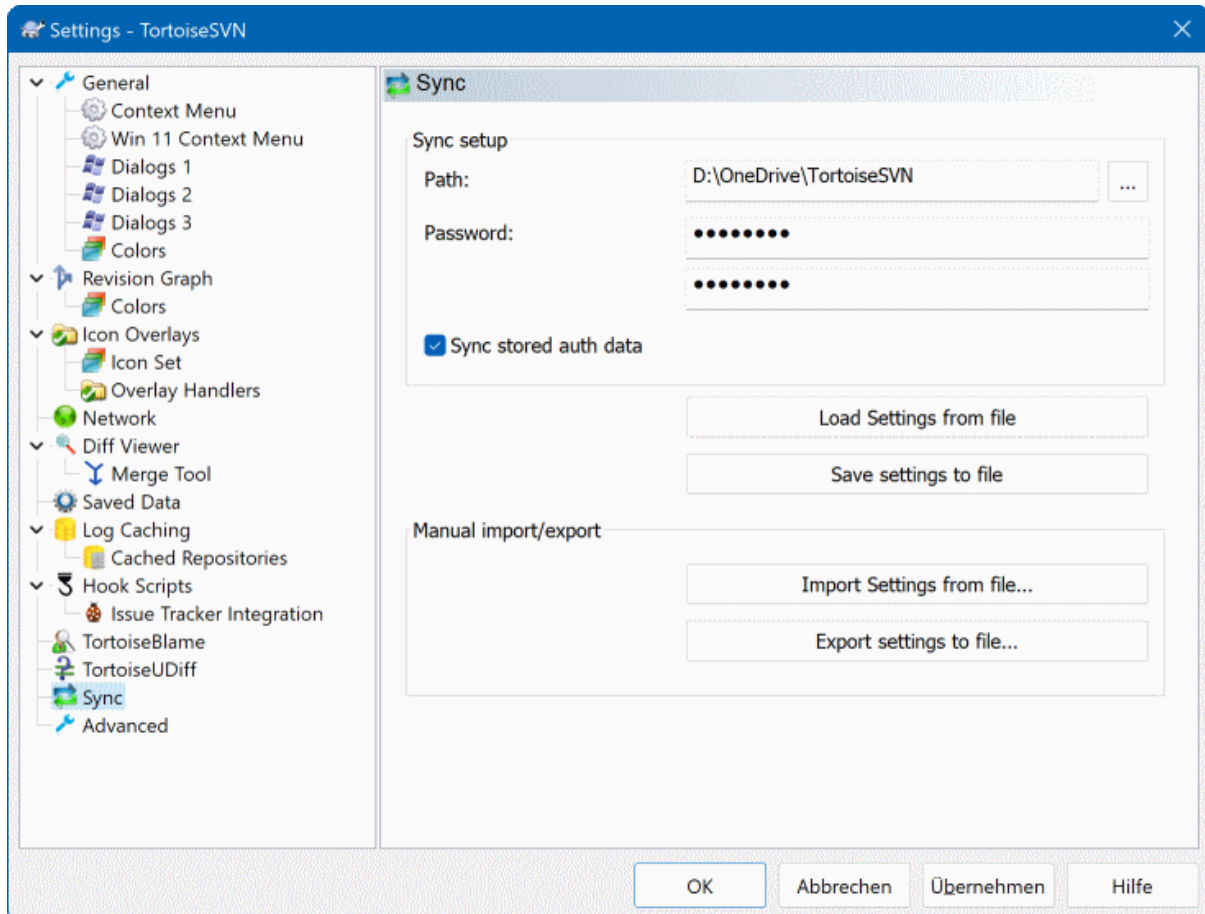 Settings - TortoiseSVN
General
Context Menu
Win 11 Context Menu
Dialogs 1
Dialogs 2
Dialogs 3
Colors
Revision Graph
Colors
Icon Overlays
Icon Set
Overlay Handlers
Network
Diff Viewer
Merge Tool
Saved Data
Log Caching
Cached Repositories
Hook Scripts
Issue Tracker Integration
TortoiseBlame
TortoiseUDiff
Sync
Advanced
Sync
Sync setup
Path: D:\OneDrive\TortoiseSVN ...
Password: ●●●●●●●●
●●●●●●●●
Sync stored auth data
Load Settings from file
Save settings to file
Manual import/export
Import Settings from file...
Export settings to file...
OK Abbrechen Übernehmen Hilfe